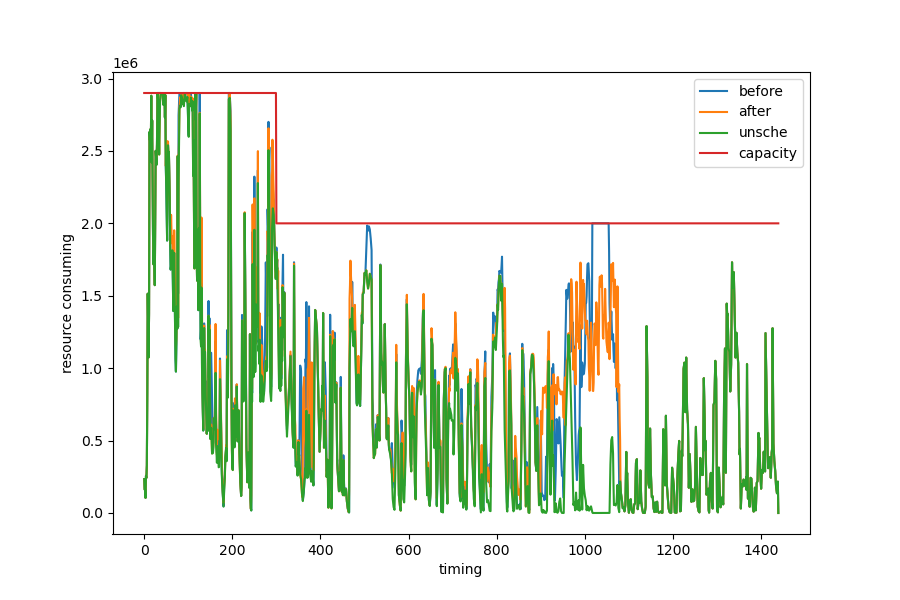 1e6
3.0
2.5
2.0
1.5
1.0
0.5
0.0
resource consuming
before
after
unsche
capacity
0 200 400 600 800 1000 1200 1400
timing